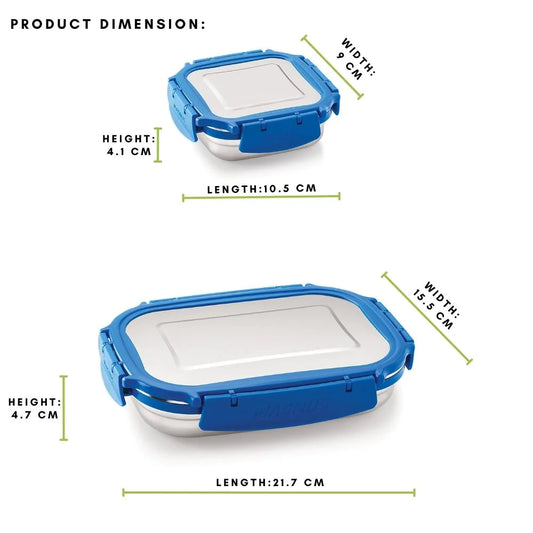 PRODUCT DIMENSION:
WIDTH:
9 CM
HEIGHT:
4.1 CM
LENGTH:10.5 CM
WIDTH:
15.5 CM
HEIGHT:
4.7 CM
LENGTH:21.7 CM